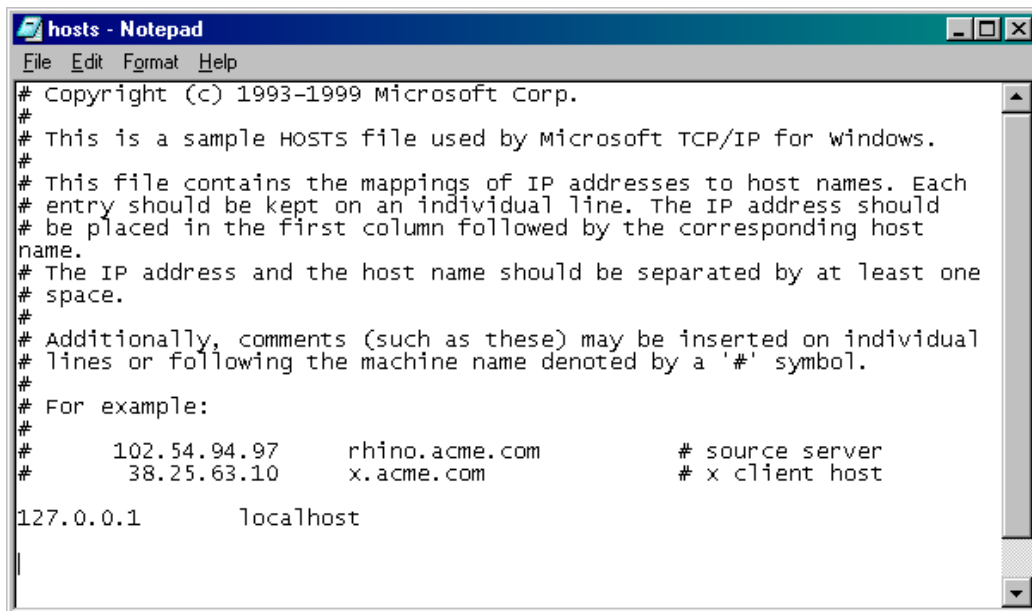 hosts - Notepad
File Edit Format Help
# Copyright (c) 1993-1999 Microsoft Corp.
#
# This is a sample HOSTS file used by Microsoft TCP/IP for Windows.
#
# This file contains the mappings of IP addresses to host names. Each
# entry should be kept on an individual line. The IP address should
# be placed in the first column followed by the corresponding host
name.
# The IP address and the host name should be separated by at least one
# space.
#
# Additionally, comments (such as these) may be inserted on individual
# lines or following the machine name denoted by a '#' symbol.
#
# For example:
#
#      102.54.94.97     rhino.acme.com          # source server
#       38.25.63.10     x.acme.com              # x client host
127.0.0.1       localhost